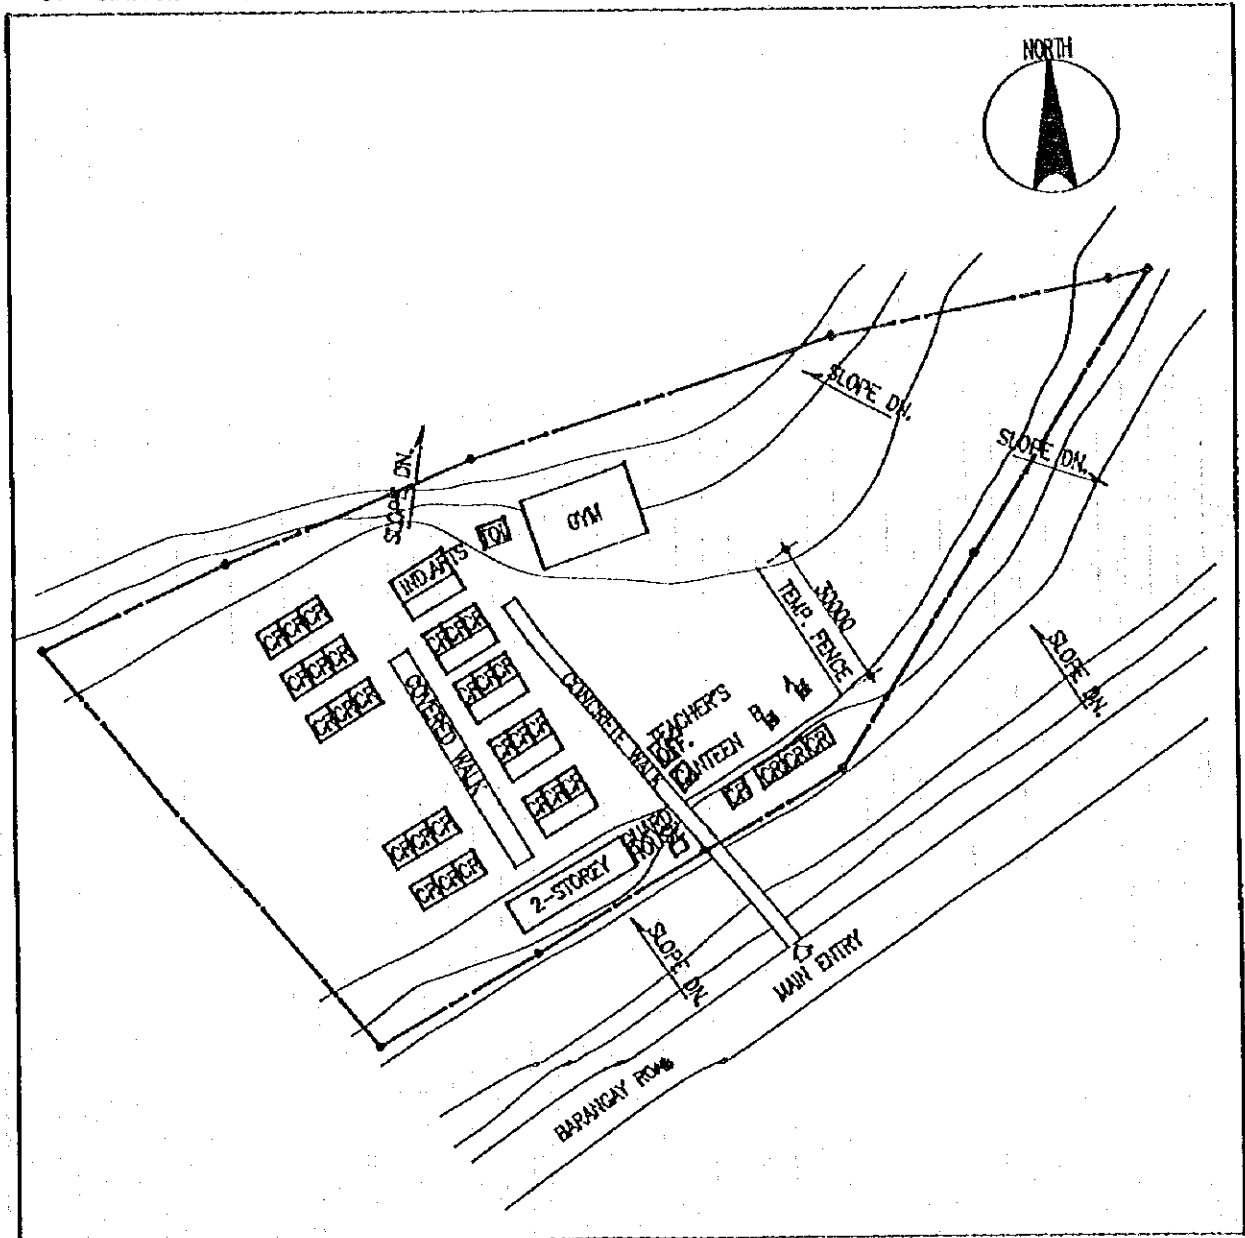 NORTH
SLOPE DN.
SLOPE DN.
SLOPE DN.
GYM
TOI
IND.ARTS
30000
TEMP. FENCE
CR CR CR
CR CR CR
CR CR CR
CR CR CR
CR CR CR
CR CR CR
CR CR CR
COVERED WALK
CONCRETE WALK
TEACHER'S
OFF.
CANTEEN
B
A
SLOPE DN.
CR
CR CR CR
CR CR CR
CR CR CR
GUARD
HOUSE
2-STOREY
SLOPE DN.
MAIN ENTRY
BARANGAY ROAD